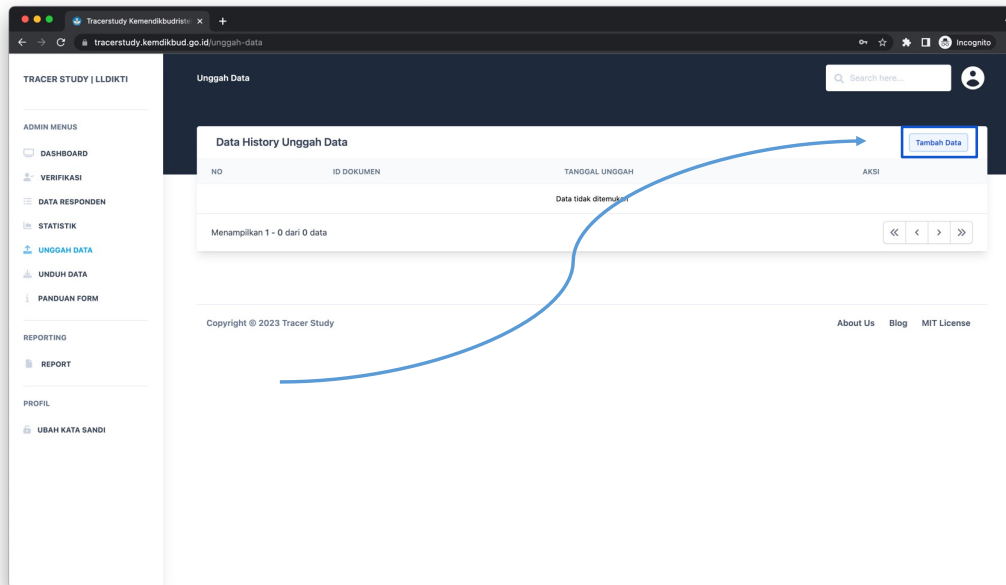 Tracerstudy Kemendikbudriste
tracerstudy.kemdikbud.go.id/unggah-data
Incognito
TRACER STUDY | LLDIKTI
Unggah Data
Search here...
ADMIN MENUS
DASHBOARD
VERIFIKASI
DATA RESPONDEN
STATISTIK
UNGGAH DATA
UNDUH DATA
PANDUAN FORM
REPORTING
REPORT
PROFIL
UBAH KATA SANDI
Data History Unggah Data
Tambah Data
NO ID DOKUMEN TANGGAL UNGGAH AKSI
Data tidak ditemukan
Menampilkan 1 - 0 dari 0 data
Copyright © 2023 Tracer Study
About Us Blog MIT License